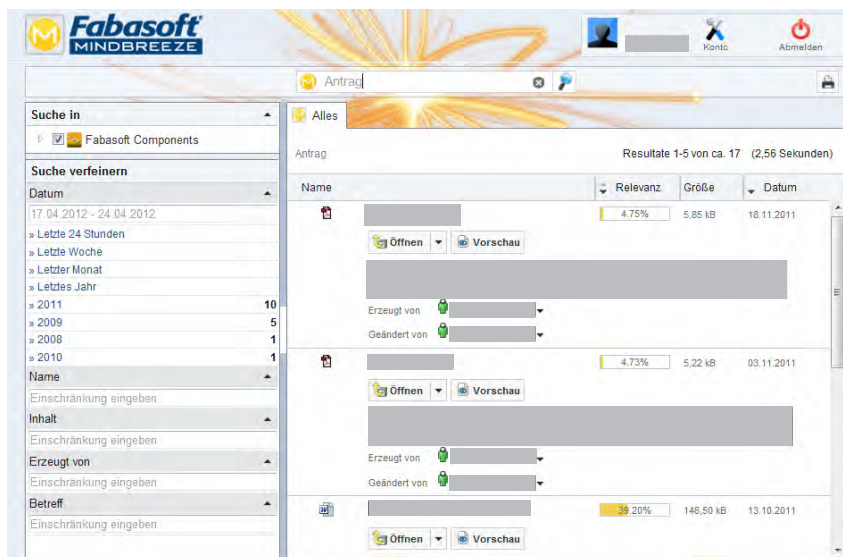 Fabasoft
MINDBREEZE
Konto
Abmelden
Antrag
Suche in
Fabasoft Components
Suche verfeinern
Datum
17.04.2012 - 24.04.2012
» Letzte 24 Stunden
» Letzte Woche
» Letzter Monat
» Letztes Jahr
» 2011 10
» 2009 5
» 2008 1
» 2010 1
Name
Einschränkung eingeben
Inhalt
Einschränkung eingeben
Erzeugt von
Einschränkung eingeben
Betreff
Einschränkung eingeben
Alles
Antrag
Resultate 1-5 von ca. 17 (2,56 Sekunden)
Name Relevanz Größe Datum
4.75% 5,85 kB 18.11.2011
Öffnen Vorschau
Erzeugt von
Geändert von
4.73% 5,22 kB 03.11.2011
Öffnen Vorschau
Erzeugt von
Geändert von
39.20% 146,50 kB 13.10.2011
Öffnen Vorschau